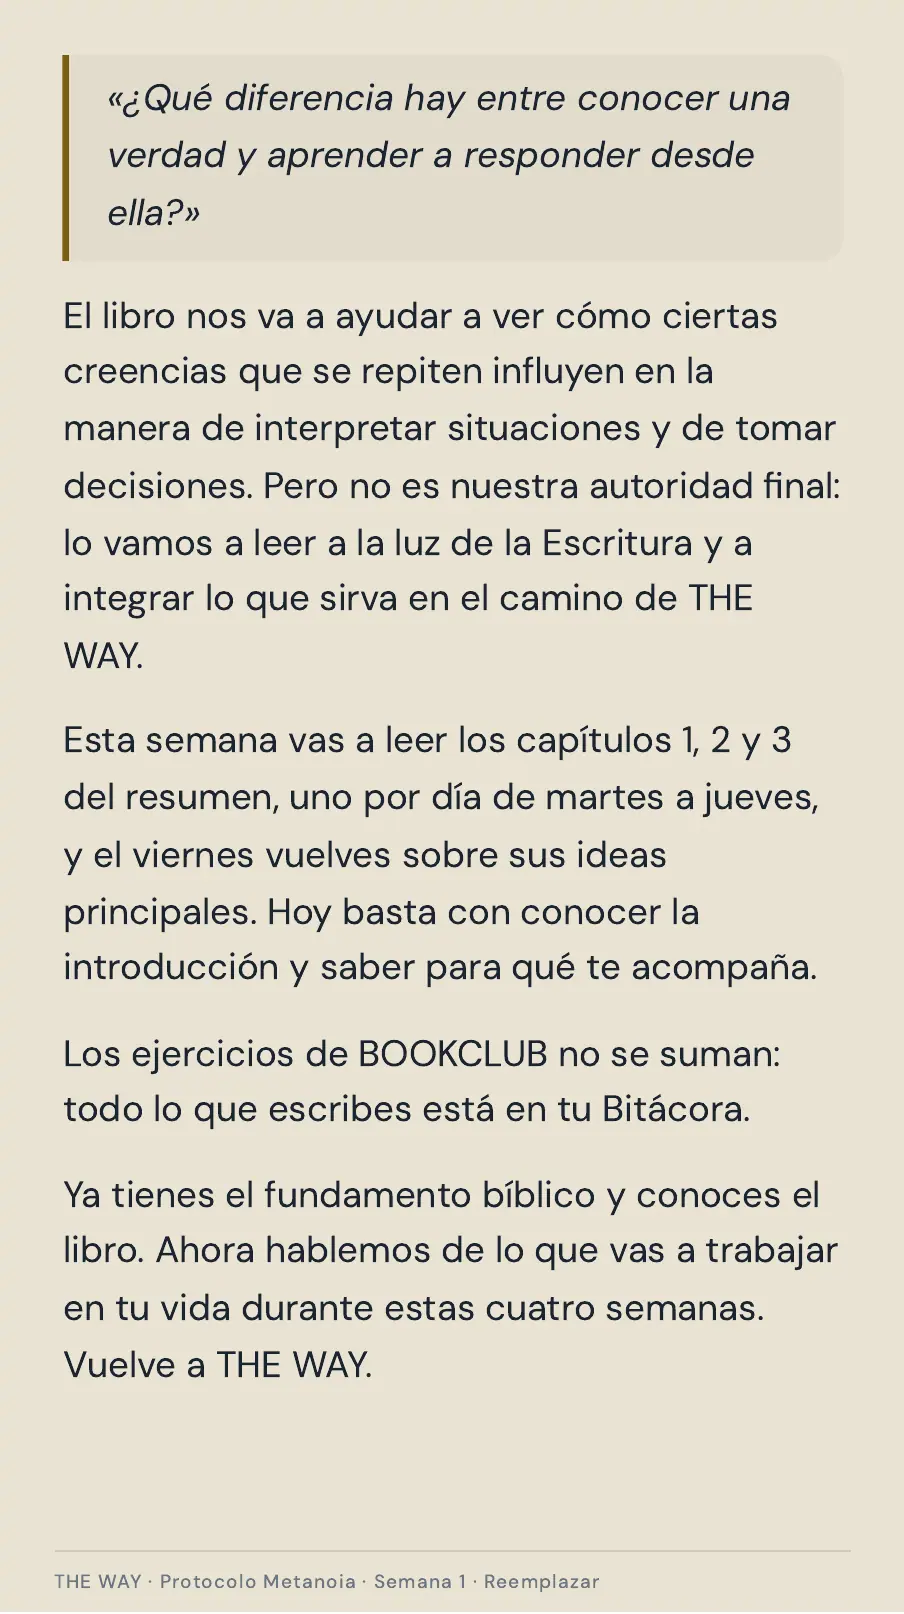 «¿Qué diferencia hay entre conocer una
verdad y aprender a responder desde
ella?»
El libro nos va a ayudar a ver cómo ciertas
creencias que se repiten influyen en la
manera de interpretar situaciones y de tomar
decisiones. Pero no es nuestra autoridad final:
lo vamos a leer a la luz de la Escritura y a
integrar lo que sirva en el camino de THE
WAY.
Esta semana vas a leer los capítulos 1, 2 y 3
del resumen, uno por día de martes a jueves,
y el viernes vuelves sobre sus ideas
principales. Hoy basta con conocer la
introducción y saber para qué te acompaña.
Los ejercicios de BOOKCLUB no se suman:
todo lo que escribes está en tu Bitácora.
Ya tienes el fundamento bíblico y conoces el
libro. Ahora hablemos de lo que vas a trabajar
en tu vida durante estas cuatro semanas.
Vuelve a THE WAY.
THE WAY · Protocolo Metanoia · Semana 1 · Reemplazar